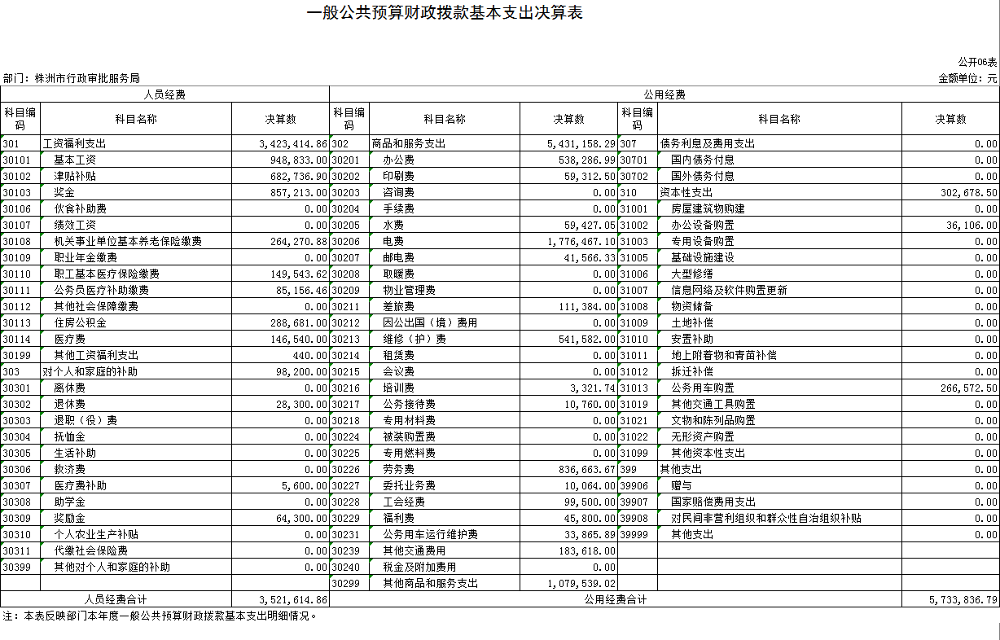 一般公共预算财政拨款基本支出决算表
公开06表
部门：株洲市行政审批服务局 金额单位：元
人员经费 公用经费
科目编码 科目名称 决算数 科目编码 科目名称 决算数 科目编码 科目名称 决算数
301 工资福利支出 3,423,414.86 302 商品和服务支出 5,431,158.29 307 债务利息及费用支出 0.00
30101 基本工资 948,833.00 30201 办公费 538,286.99 30701 国内债务付息 0.00
30102 津贴补贴 682,736.90 30202 印刷费 59,312.50 30702 国外债务付息 0.00
30103 奖金 857,213.00 30203 咨询费 0.00 310 资本性支出 302,678.50
30106 伙食补助费 0.00 30204 手续费 0.00 31001 房屋建筑物购建 0.00
30107 绩效工资 0.00 30205 水费 59,427.05 31002 办公设备购置 36,106.00
30108 机关事业单位基本养老保险缴费 264,270.88 30206 电费 1,776,467.10 31003 专用设备购置 0.00
30109 职业年金缴费 0.00 30207 邮电费 41,566.33 31005 基础设施建设 0.00
30110 职工基本医疗保险缴费 149,543.62 30208 取暖费 0.00 31006 大型修缮 0.00
30111 公务员医疗补助缴费 85,156.46 30209 物业管理费 0.00 31007 信息网络及软件购置更新 0.00
30112 其他社会保障缴费 0.00 30211 差旅费 111,384.00 31008 物资储备 0.00
30113 住房公积金 288,681.00 30212 因公出国（境）费用 0.00 31009 土地补偿 0.00
30114 医疗费 146,540.00 30213 维修（护）费 541,582.00 31010 安置补助 0.00
30199 其他工资福利支出 440.00 30214 租赁费 0.00 31011 地上附着物和青苗补偿 0.00
303 对个人和家庭的补助 98,200.00 30215 会议费 0.00 31012 拆迁补偿 0.00
30301 离休费 0.00 30216 培训费 3,321.74 31013 公务用车购置 266,572.50
30302 退休费 28,300.00 30217 公务接待费 10,760.00 31019 其他交通工具购置 0.00
30303 退职（役）费 0.00 30218 专用材料费 0.00 31021 文物和陈列品购置 0.00
30304 抚恤金 0.00 30224 被装购置费 0.00 31022 无形资产购置 0.00
30305 生活补助 0.00 30225 专用燃料费 0.00 31099 其他资本性支出 0.00
30306 救济费 0.00 30226 劳务费 836,663.67 399 其他支出 0.00
30307 医疗费补助 5,600.00 30227 委托业务费 10,064.00 39906 赠与 0.00
30308 助学金 0.00 30228 工会经费 99,500.00 39907 国家赔偿费用支出 0.00
30309 奖励金 64,300.00 30229 福利费 45,800.00 39908 对民间非营利组织和群众性自治组织补贴 0.00
30310 个人农业生产补贴 0.00 30231 公务用车运行维护费 33,865.89 39999 其他支出 0.00
30311 代缴社会保险费 0.00 30239 其他交通费用 183,618.00
30399 其他对个人和家庭的补助 0.00 30240 税金及附加费用 0.00
30299 其他商品和服务支出 1,079,539.02
人员经费合计 3,521,614.86 公用经费合计 5,733,836.79
注：本表反映部门本年度一般公共预算财政拨款基本支出明细情况。